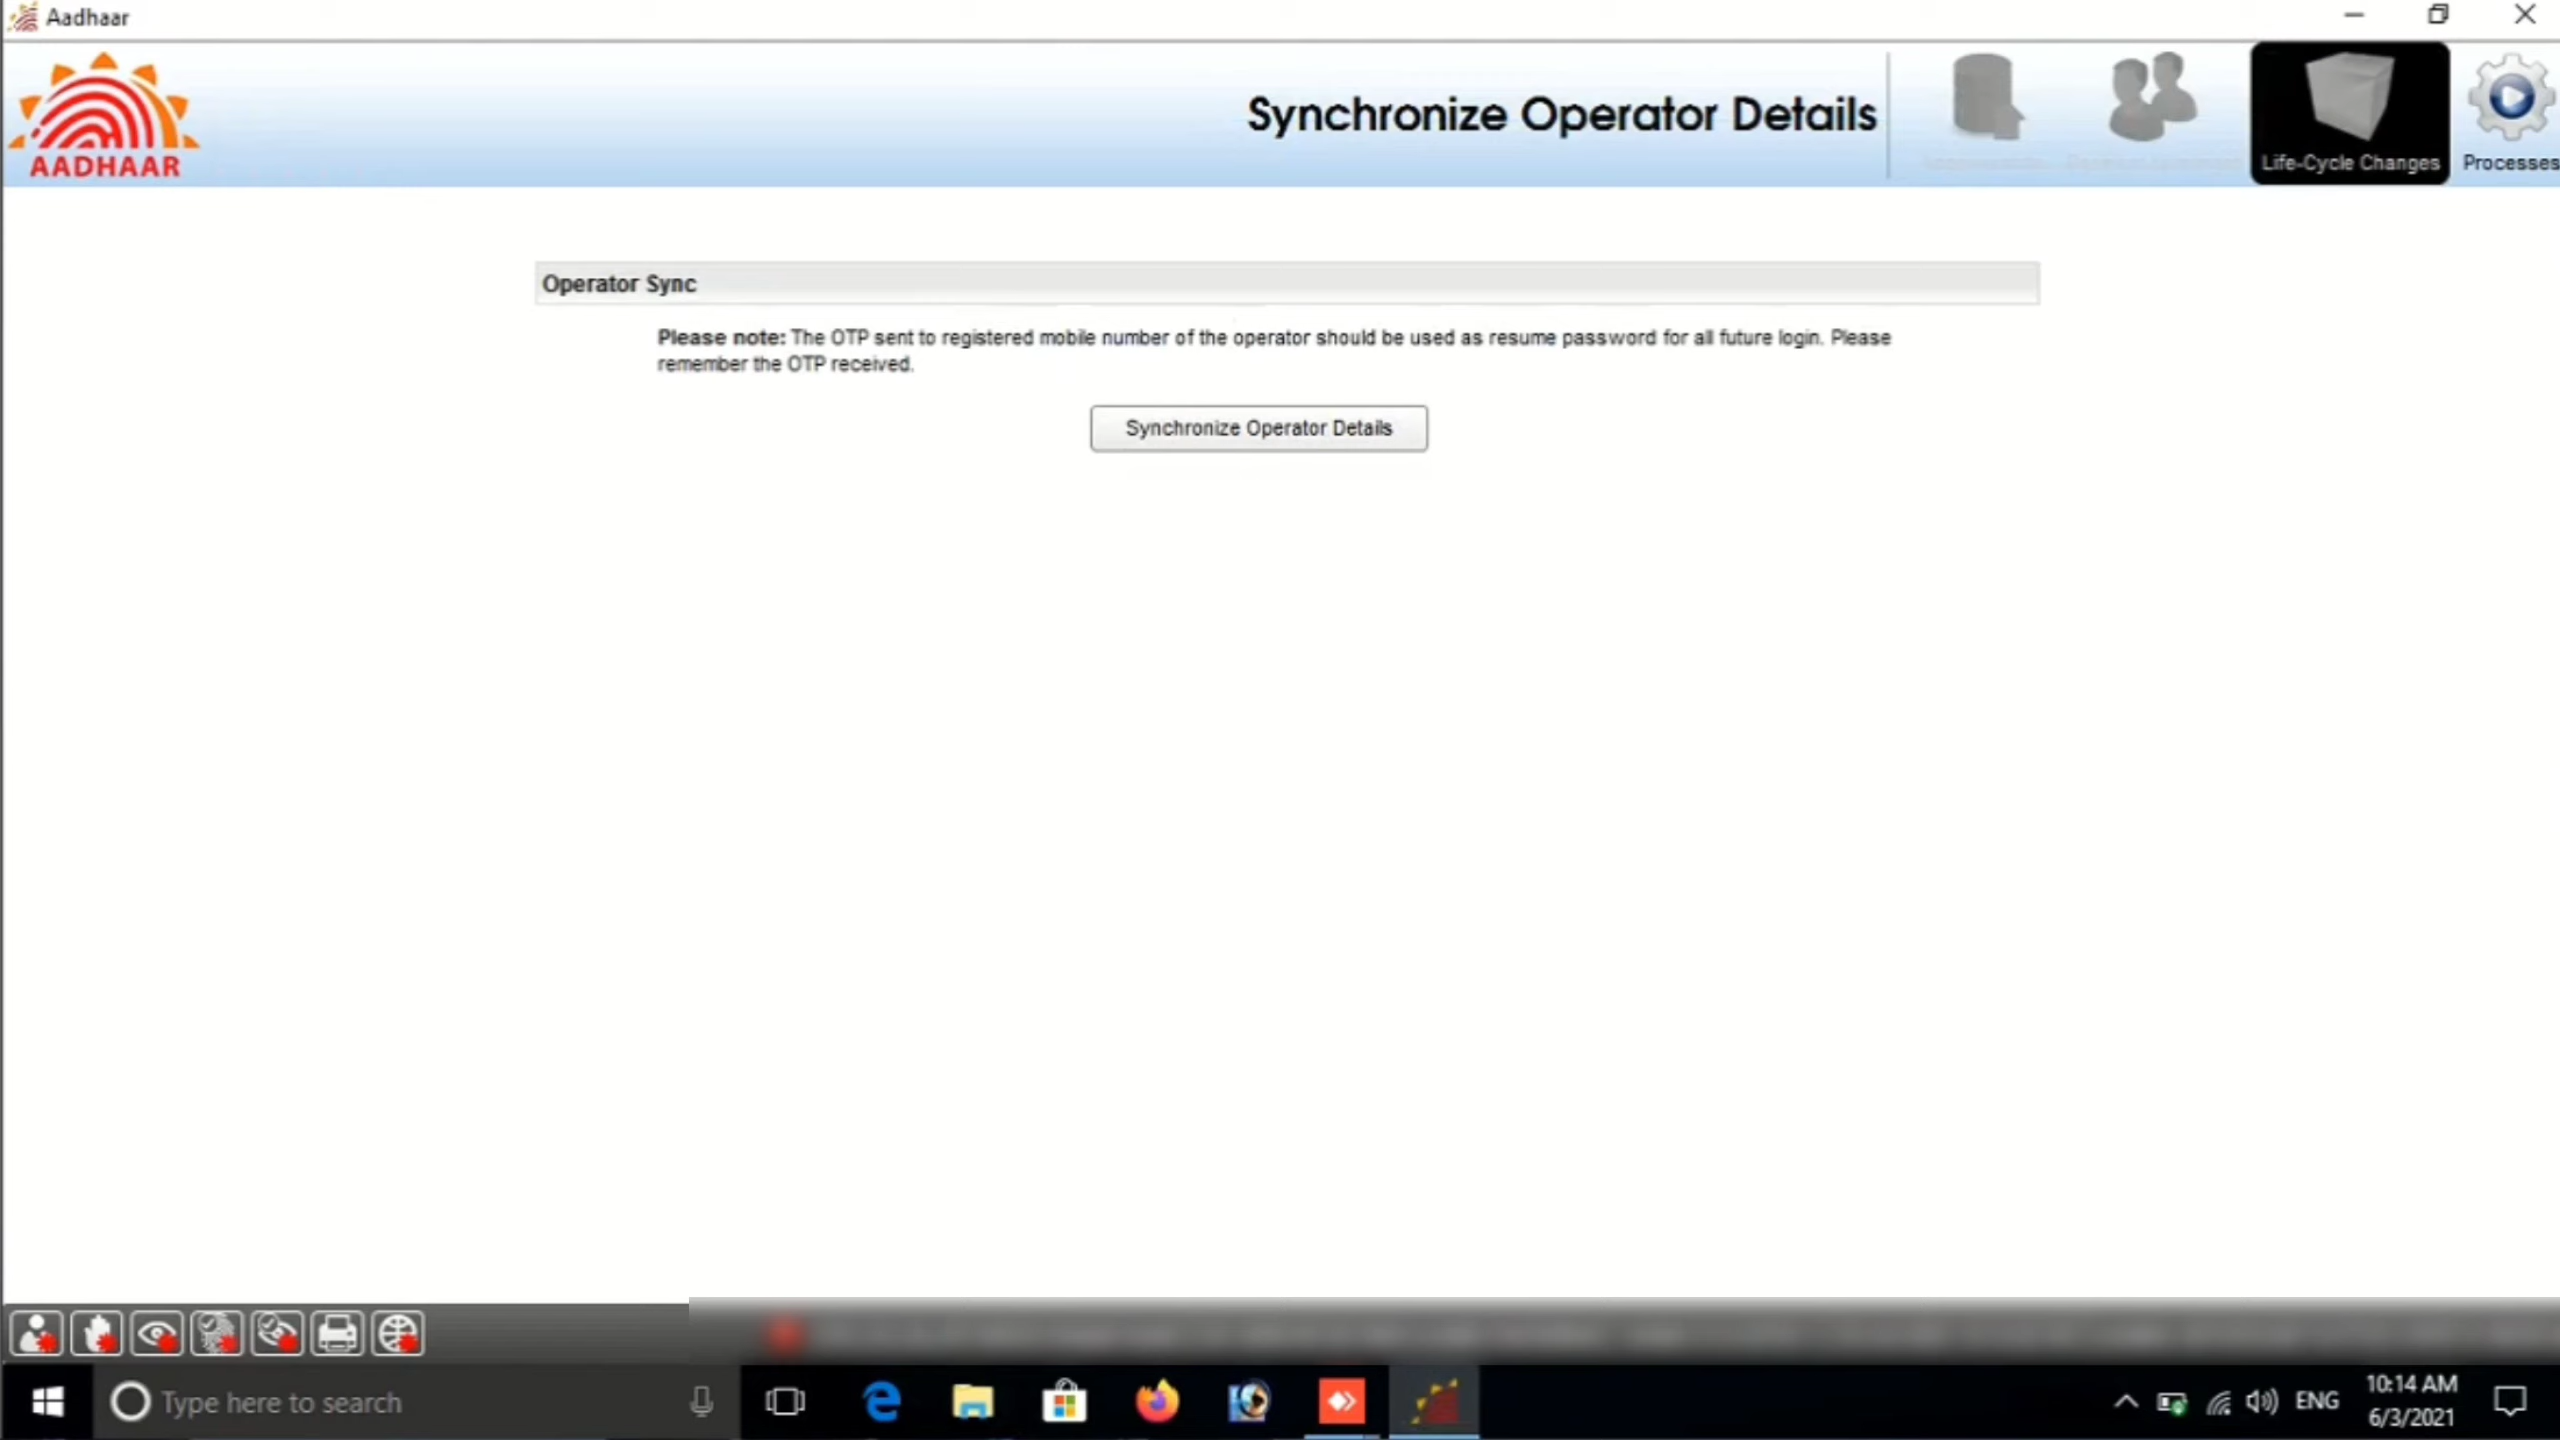 Aadhaar
AADHAAR
Synchronize Operator Details
Life-Cycle Changes
Processes
Operator Sync
Please note: The OTP sent to registered mobile number of the operator should be used as resume password for all future login. Please
remember the OTP received.
Synchronize Operator Details
Type here to search
ENG
10:14 AM
6/3/2021